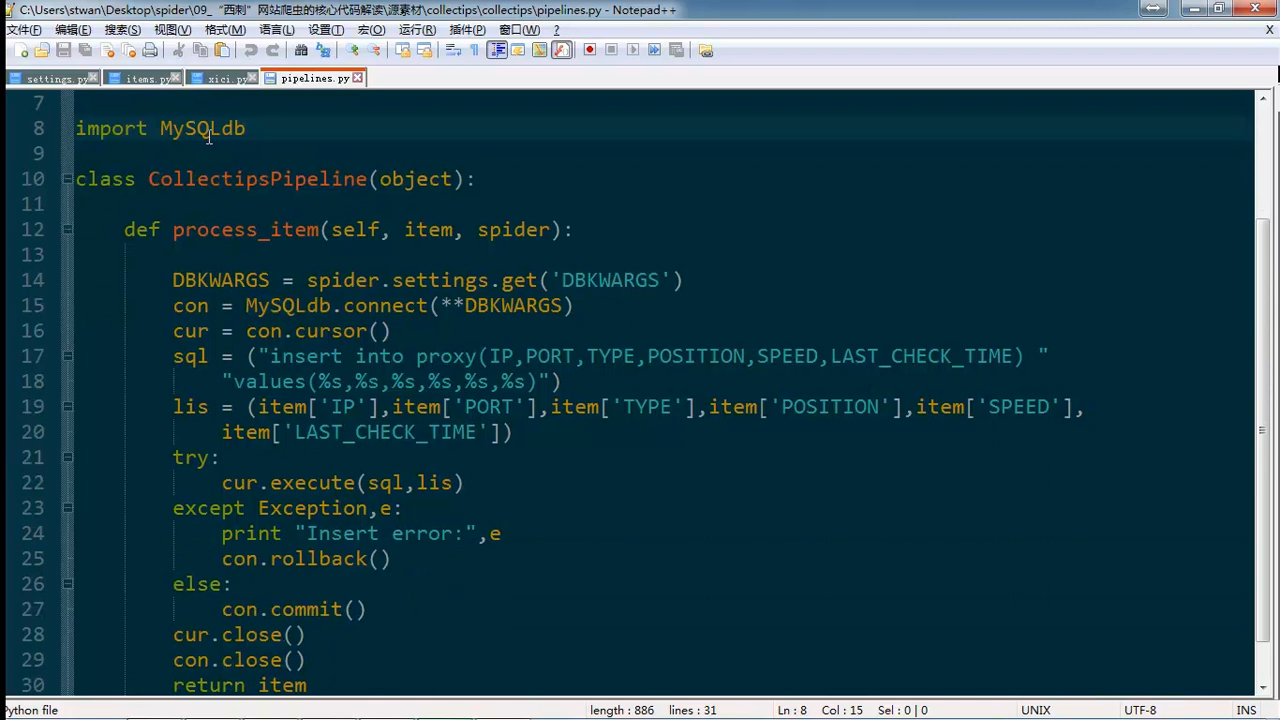 C:\Users\stwan\Desktop\spider\09_“西刺”网站爬虫的核心代码解读\源素材\collectips\collectips\pipelines.py - Notepad++
文件(F) 编辑(E) 搜索(S) 视图(V) 格式(M) 语言(L) 设置(T) 宏(O) 运行(R) 插件(P) 窗口(W) ? X
settings.py items.py xici.py pipelines.py
7
8 import MySQLdb
9
10 class CollectipsPipeline(object):
11
12 def process_item(self, item, spider):
13
14 DBKWARGS = spider.settings.get('DBKWARGS')
15 con = MySQLdb.connect(**DBKWARGS)
16 cur = con.cursor()
17 sql = ("insert into proxy(IP,PORT,TYPE,POSITION,SPEED,LAST_CHECK_TIME) "
18 "values(%s,%s,%s,%s,%s,%s)")
19 lis = (item['IP'],item['PORT'],item['TYPE'],item['POSITION'],item['SPEED'],
20 item['LAST_CHECK_TIME'])
21 try:
22 cur.execute(sql,lis)
23 except Exception,e:
24 print "Insert error:",e
25 con.rollback()
26 else:
27 con.commit()
28 cur.close()
29 con.close()
30 return item
Python file length : 886 lines : 31 Ln : 8 Col : 15 Sel : 0 | 0 UNIX UTF-8 INS